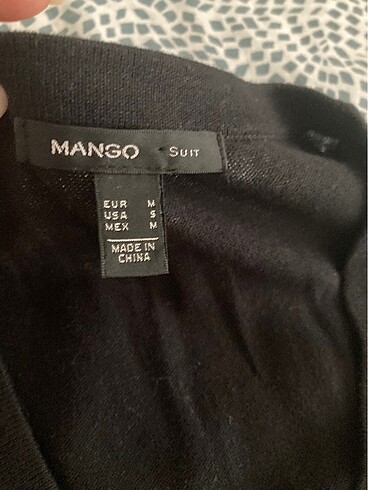 MANGO SUIT
EUR M
USA S
MEX M
MADE IN
CHINA